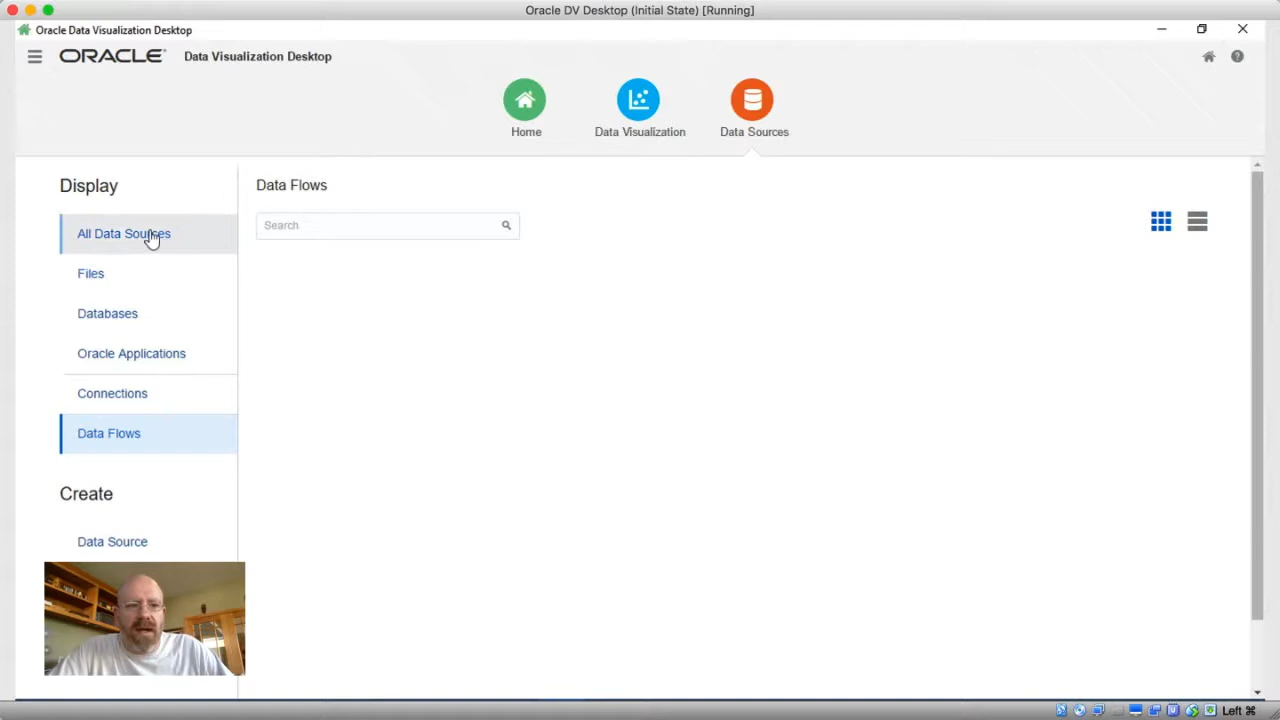 Oracle DV Desktop (Initial State) [Running]
Oracle Data Visualization Desktop
ORACLE Data Visualization Desktop
Home
Data Visualization
Data Sources
Display
All Data Sources
Files
Databases
Oracle Applications
Connections
Data Flows
Create
Data Source
Data Flows
Search
Left ⌘